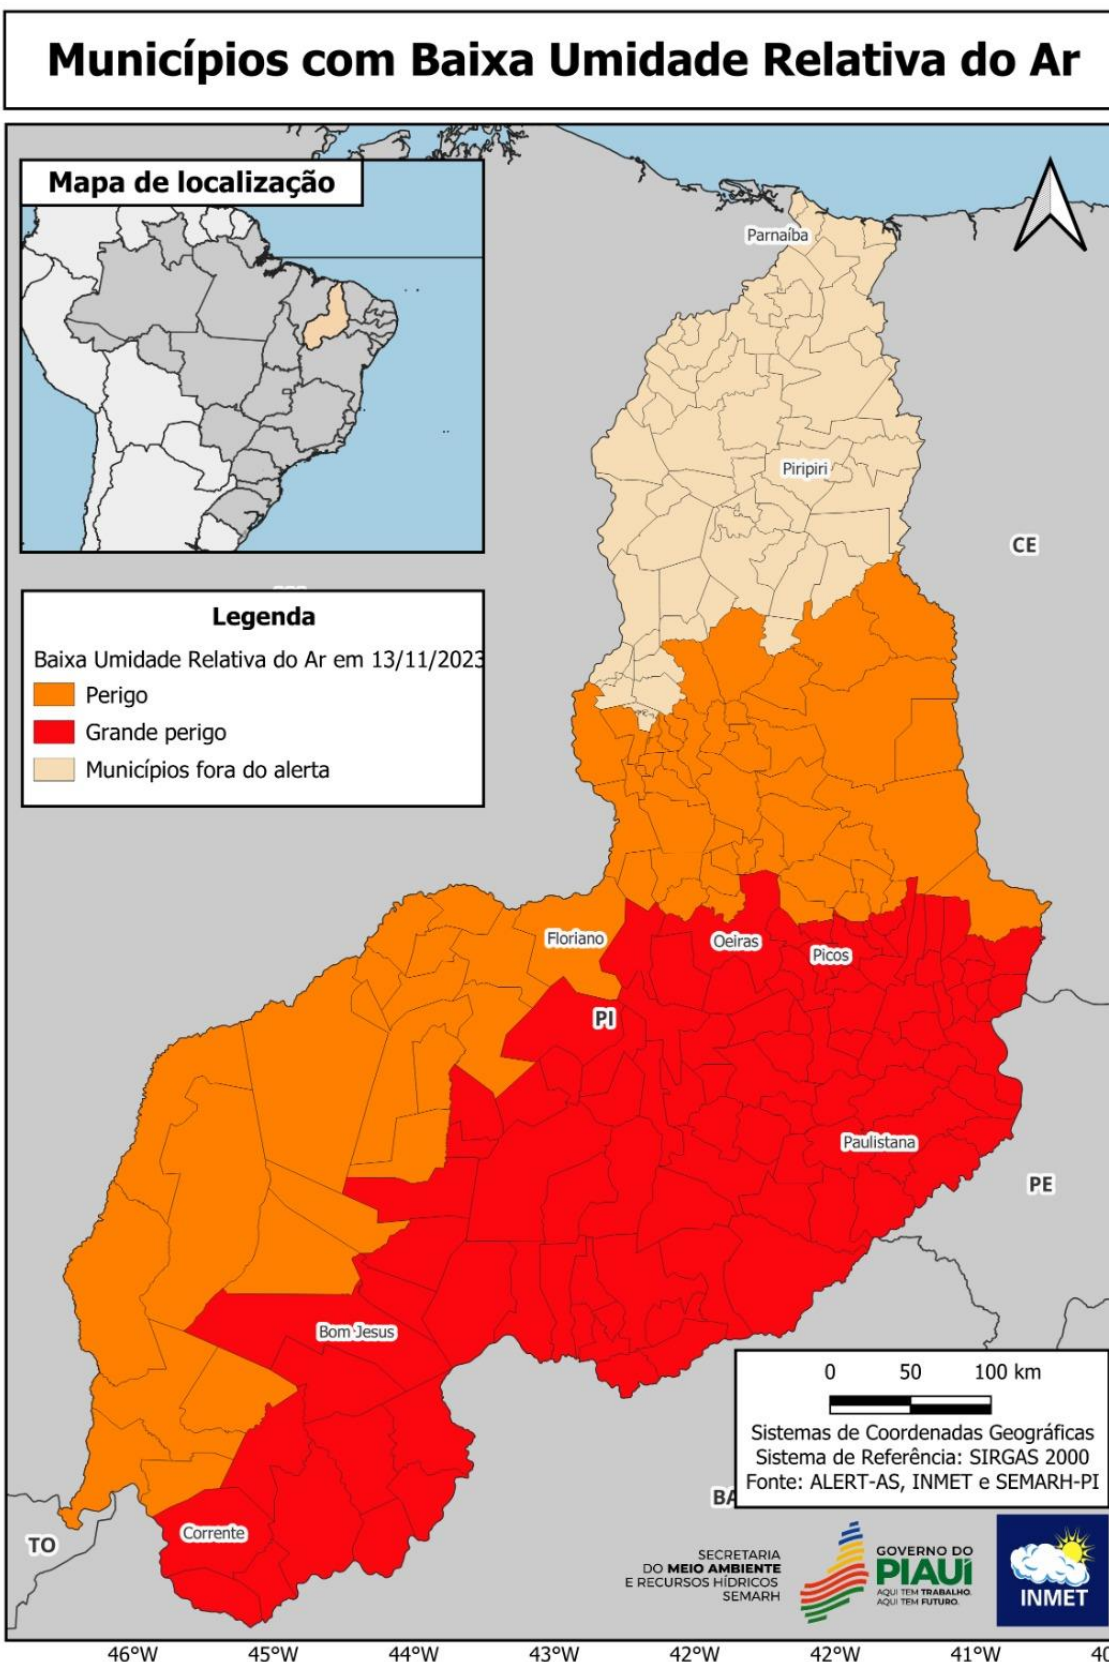 Municípios com Baixa Umidade Relativa do Ar
Mapa de localização
Parnaíba
Piripiri
CE
Legenda
Baixa Umidade Relativa do Ar em 13/11/2023
Perigo
Grande perigo
Municípios fora do alerta
Floriano
Oeiras
Picos
PI
Paulistana
PE
Bom Jesus
0 50 100 km
Sistemas de Coordenadas Geográficas
Sistema de Referência: SIRGAS 2000
Fonte: ALERT-AS, INMET e SEMARH-PI
BA
Corrente
TO
SECRETARIA
DO MEIO AMBIENTE
E RECURSOS HÍDRICOS
SEMARH
GOVERNO DO
PIAUÍ
AQUI TEM TRABALHO.
AQUI TEM FUTURO.
INMET
46°W 45°W 44°W 43°W 42°W 42°W 41°W 40